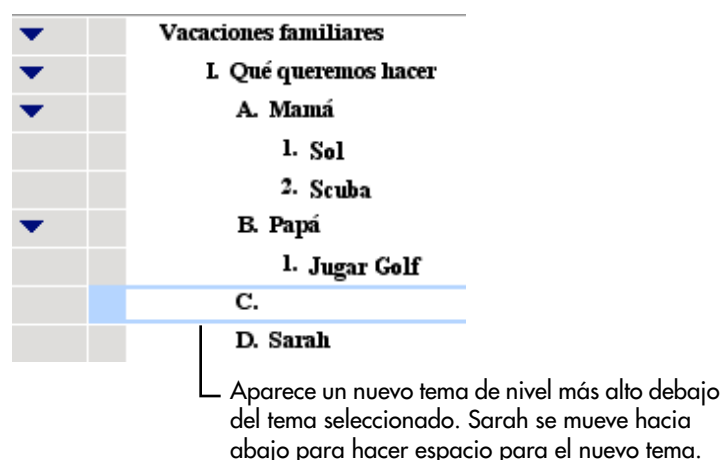 Vacaciones familiares
I. Qué queremos hacer
A. Mamá
1. Sol
2. Scuba
B. Papá
1. Jugar Golf
C.
D. Sarah
Aparece un nuevo tema de nivel más alto debajo
del tema seleccionado. Sarah se mueve hacia
abajo para hacer espacio para el nuevo tema.